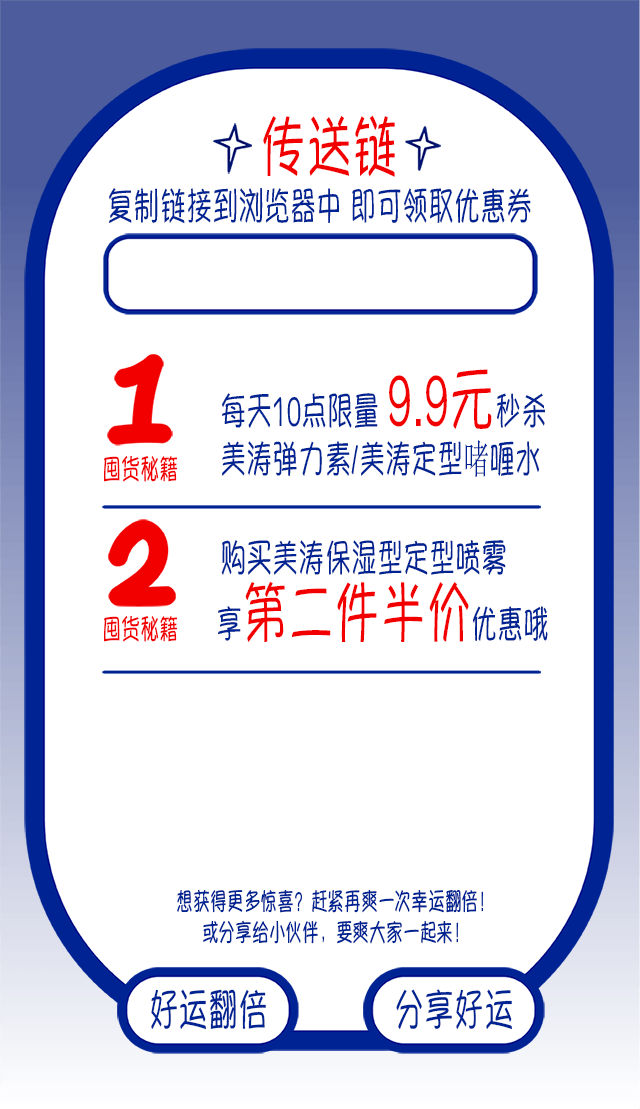 传送链
复制链接到浏览器中 即可领取优惠券
1
囤货秘籍
每天10点限量 9.9元秒杀
美涛弹力素/美涛定型啫喱水
2
囤货秘籍
购买美涛保湿型定型喷雾
享第二件半价优惠哦
想获得更多惊喜?赶紧再爽一次幸运翻倍!
或分享给小伙伴，要爽大家一起来!
好运翻倍
分享好运